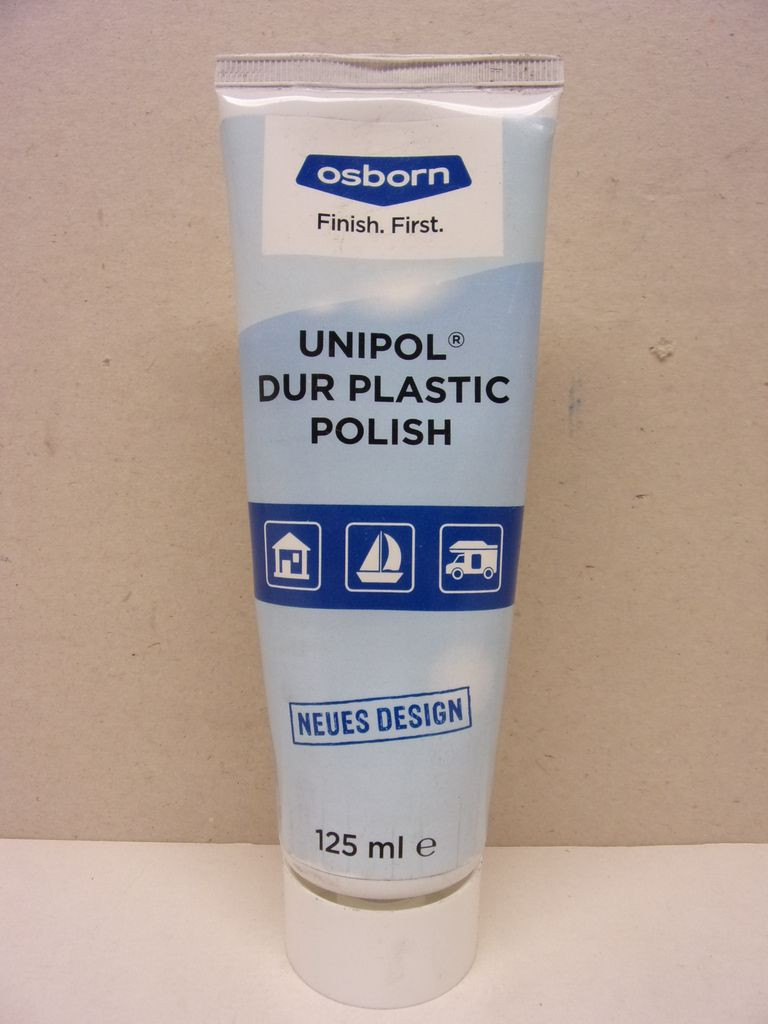 osborn
Finish. First.
UNIPOL®
DUR PLASTIC
POLISH
NEUES DESIGN
125 ml ℮